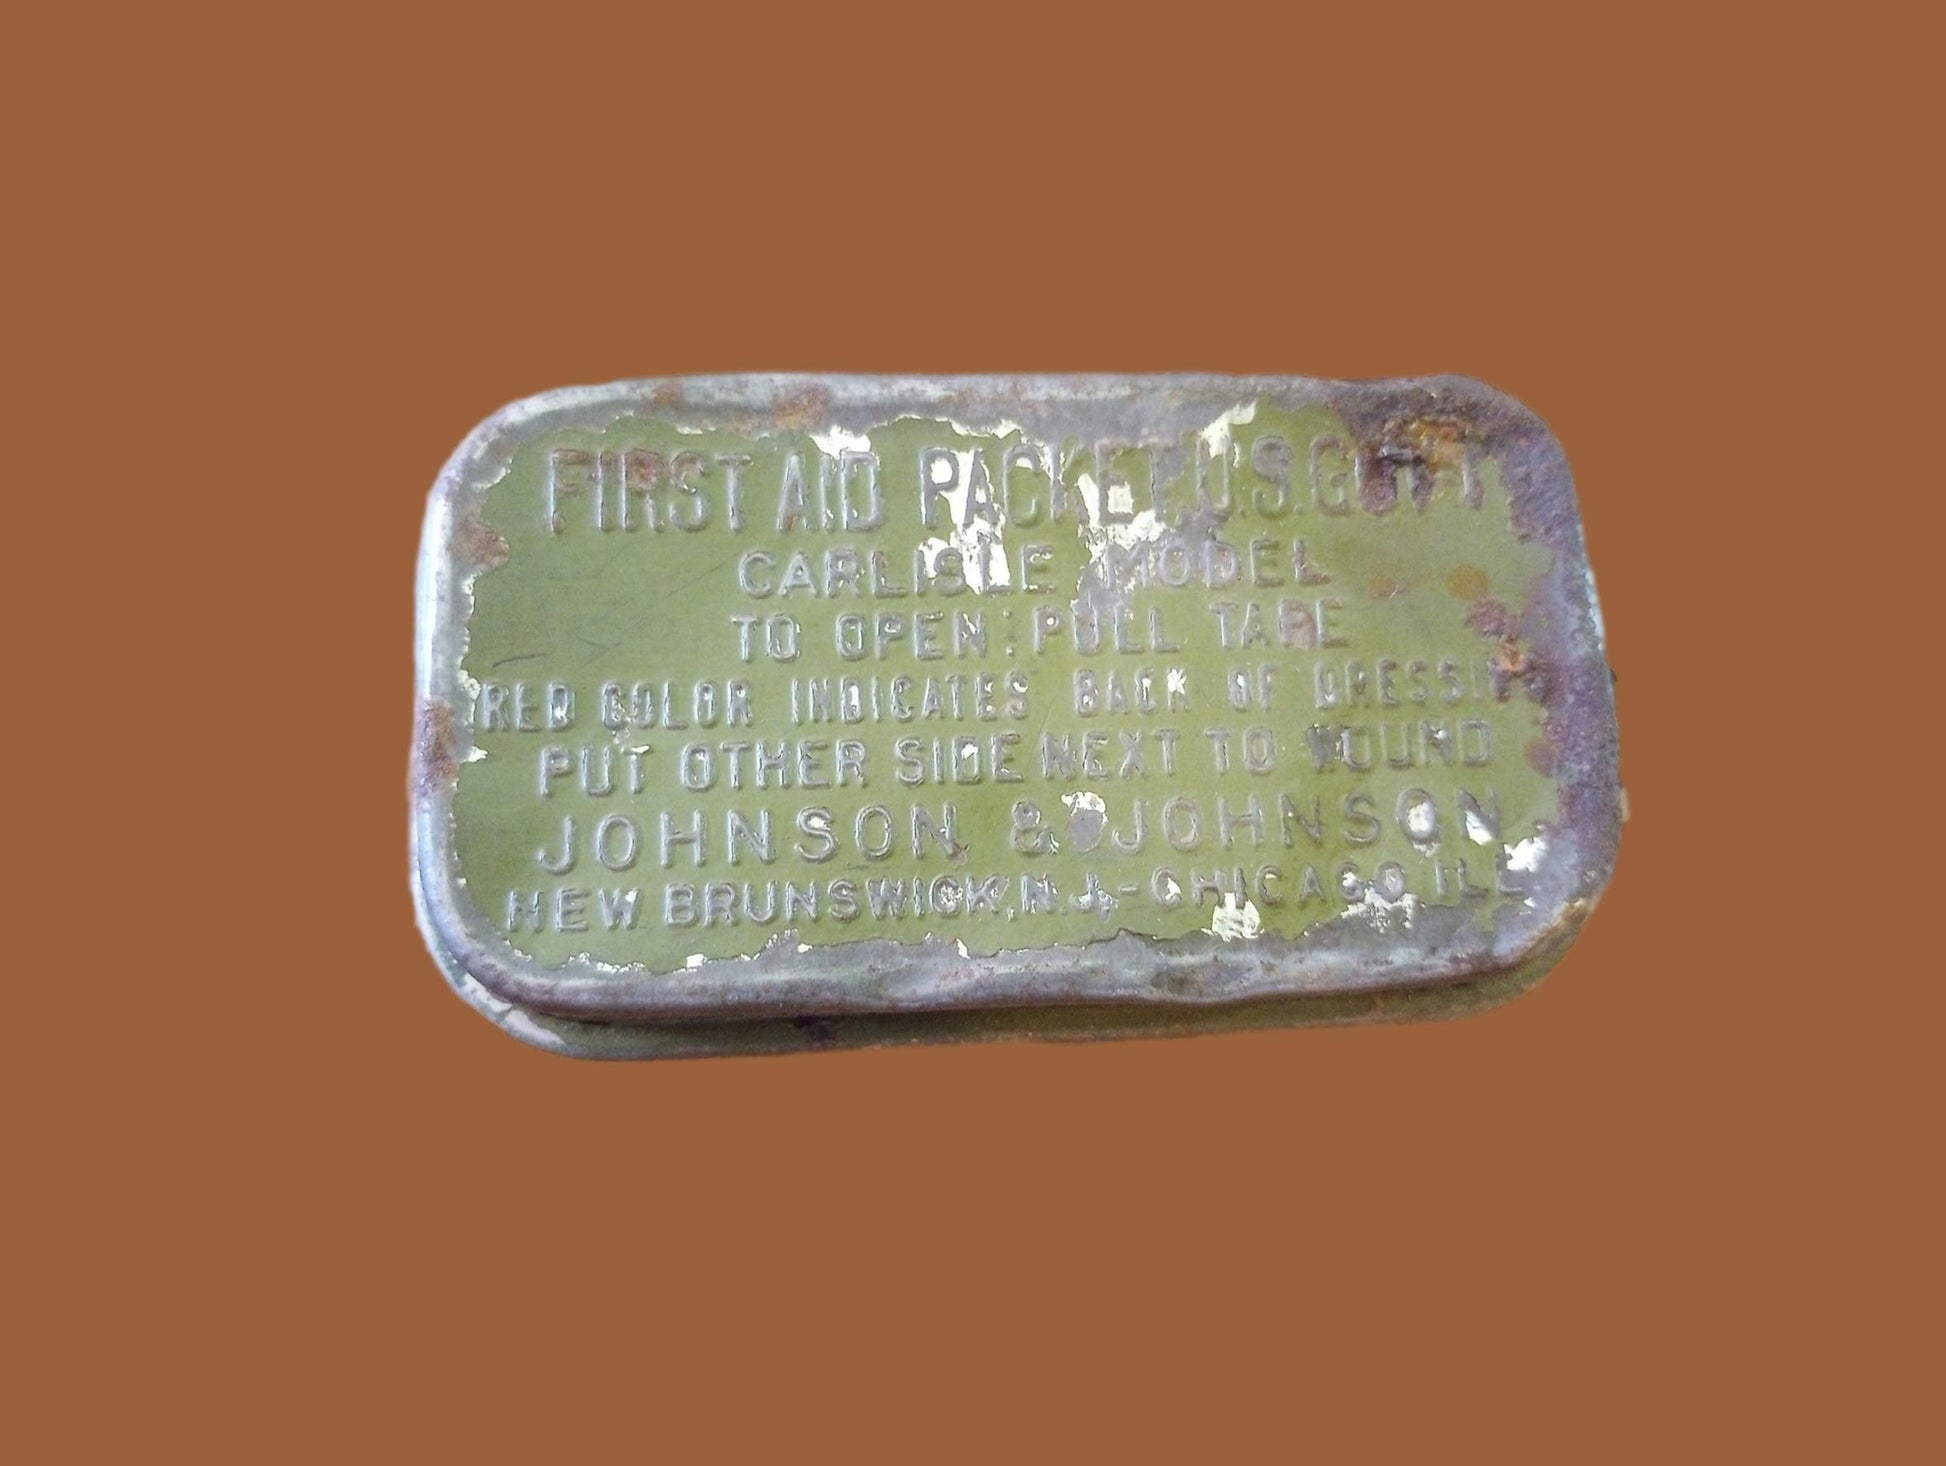 FIRST AID PACKET, U.S. GOV'T
CARLISLE MODEL
TO OPEN: PULL TAPE
RED COLOR INDICATES BACK OF DRESSING
PUT OTHER SIDE NEXT TO WOUND
JOHNSON & JOHNSON
NEW BRUNSWICK, N.J.,-CHICAGO ILL